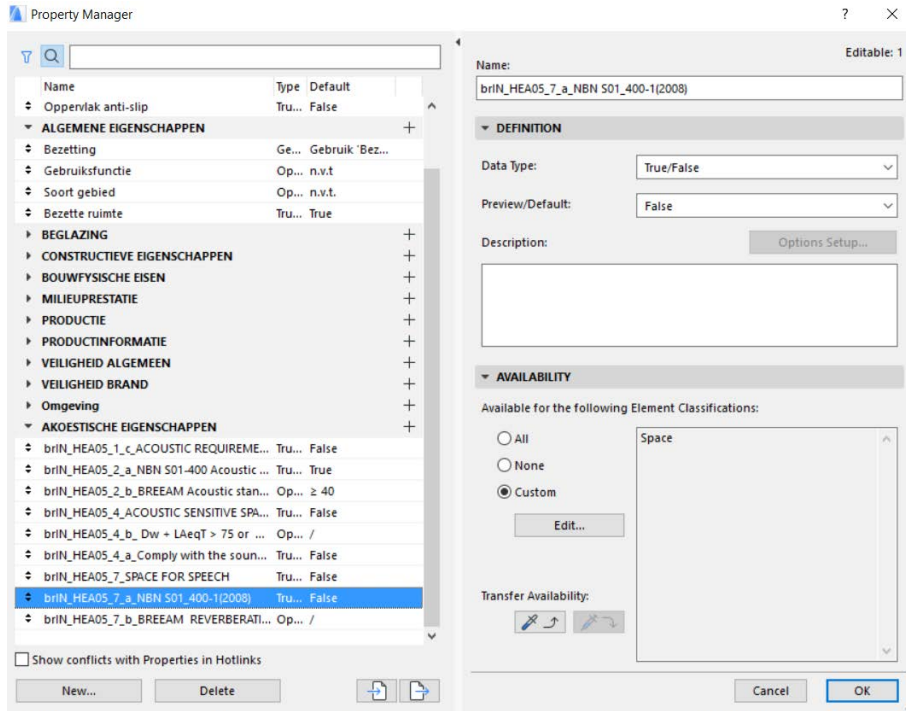 Property Manager
? ×
Editable: 1
Name Type Default
Oppervlak anti-slip Tru... False
ALGEMENE EIGENSCHAPPEN +
Bezetting Ge... Gebruik 'Bez...
Gebruiksfunctie Op... n.v.t
Soort gebied Op... n.v.t.
Bezette ruimte Tru... True
BEGLAZING +
CONSTRUCTIEVE EIGENSCHAPPEN +
BOUWFYSISCHE EISEN +
MILIEUPRESTATIE +
PRODUCTIE +
PRODUCTINFORMATIE +
VEILIGHEID ALGEMEEN +
VEILIGHEID BRAND +
Omgeving +
AKOESTISCHE EIGENSCHAPPEN +
brIN_HEA05_1_c_ACOUSTIC REQUIREME... Tru... False
brIN_HEA05_2_a_NBN S01-400 Acoustic ... Tru... True
brIN_HEA05_2_b_BREEAM Acoustic stan... Op... ≥ 40
brIN_HEA05_4_ACOUSTIC SENSITIVE SPA... Tru... False
brIN_HEA05_4_b_ Dw + LAeqT > 75 or ... Op... /
brIN_HEA05_4_a_Comply with the soun... Tru... False
brIN_HEA05_7_SPACE FOR SPEECH Tru... False
brIN_HEA05_7_a_NBN S01_400-1(2008) Tru... False
brIN_HEA05_7_b_BREEAM REVERBERATI... Op... /
Show conflicts with Properties in Hotlinks
New... Delete
Name:
brIN_HEA05_7_a_NBN S01_400-1(2008)
DEFINITION
Data Type: True/False
Preview/Default: False
Description: Options Setup...
AVAILABILITY
Available for the following Element Classifications:
All
None
Custom
Edit...
Space
Transfer Availability:
Cancel OK